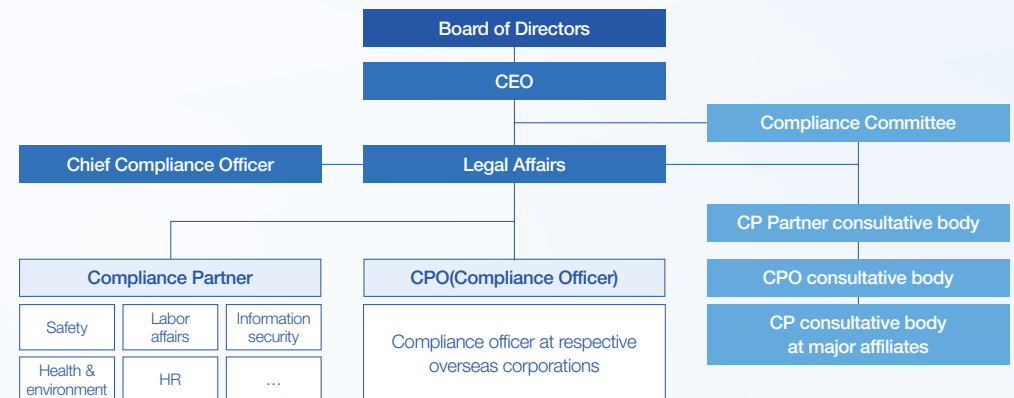 Board of Directors
CEO
Compliance Committee
Chief Compliance Officer
Legal Affairs
CP Partner consultative body
Compliance Partner
CPO(Compliance Officer)
CPO consultative body
Safety
Labor
affairs
Information
security
Compliance officer at respective
overseas corporations
CP consultative body
at major affiliates
Health &
environment
HR
…